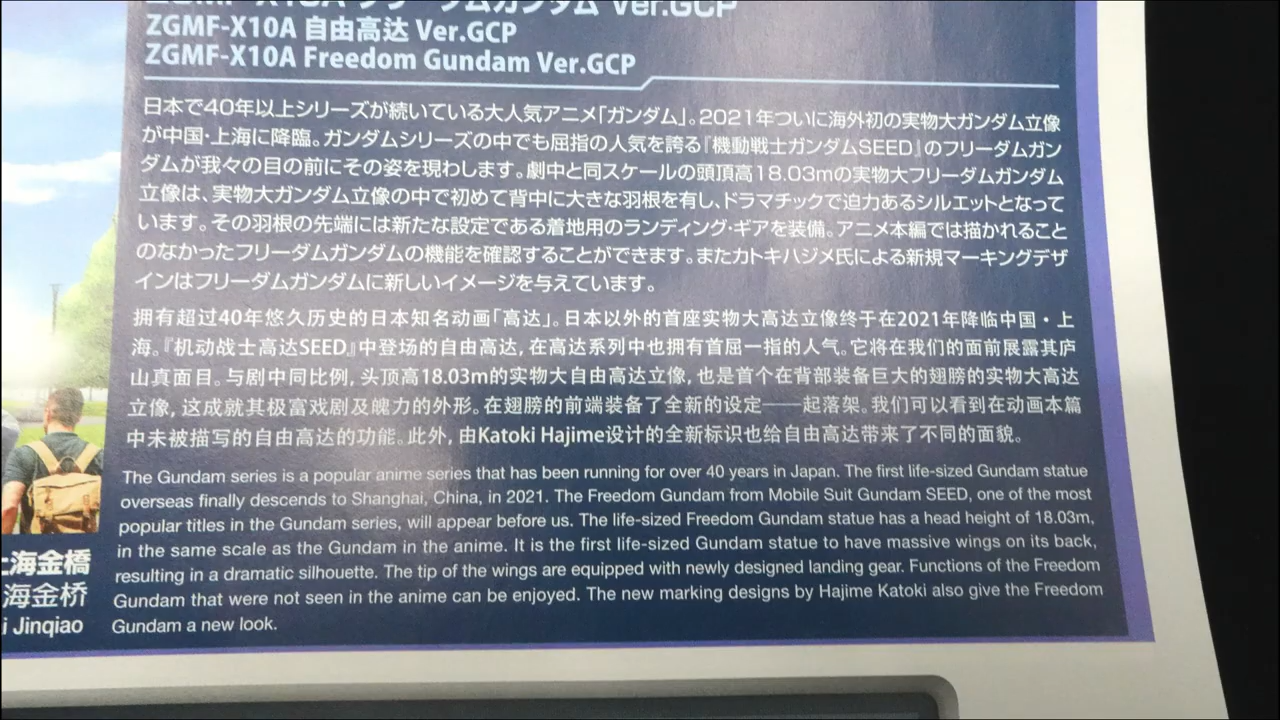 ZGMF-X10A フリーダムガンダム Ver.GCP
ZGMF-X10A 自由高达 Ver.GCP
ZGMF-X10A Freedom Gundam Ver.GCP
日本で40年以上シリーズが続いている大人気アニメ「ガンダム」。2021年ついに海外初の実物大ガンダム立像
が中国・上海に降臨。ガンダムシリーズの中でも屈指の人気を誇る『機動戦士ガンダムSEED』のフリーダムガン
ダムが我々の目の前にその姿を現わします。劇中と同スケールの頭頂高18.03mの実物大フリーダムガンダム
立像は、実物大ガンダム立像の中で初めて背中に大きな羽根を有し、ドラマチックで迫力あるシルエットとなって
います。その羽根の先端には新たな設定である着地用のランディング・ギアを装備。アニメ本編では描かれること
のなかったフリーダムガンダムの機能を確認することができます。またカトキハジメ氏による新規マーキングデザ
インはフリーダムガンダムに新しいイメージを与えています。
拥有超过40年悠久历史的日本知名动画「高达」。日本以外的首座实物大高达立像终于在2021年降临中国・上
海。『机动战士高达SEED』中登场的自由高达，在高达系列中也拥有首屈一指的人气。它将在我们的面前展露其庐
山真面目。与剧中同比例，头顶高18.03m的实物大自由高达立像，也是首个在背部装备巨大的翅膀的实物大高达
立像，这成就其极富戏剧及魄力的外形。在翅膀的前端装备了全新的设定——起落架。我们可以看到在动画本篇
中未被描写的自由高达的功能。此外，由Katoki Hajime设计的全新标识也给自由高达带来了不同的面貌。
The Gundam series is a popular anime series that has been running for over 40 years in Japan. The first life-sized Gundam statue
overseas finally descends to Shanghai, China, in 2021. The Freedom Gundam from Mobile Suit Gundam SEED, one of the most
popular titles in the Gundam series, will appear before us. The life-sized Freedom Gundam statue has a head height of 18.03m,
in the same scale as the Gundam in the anime. It is the first life-sized Gundam statue to have massive wings on its back,
resulting in a dramatic silhouette. The tip of the wings are equipped with newly designed landing gear. Functions of the Freedom
Gundam that were not seen in the anime can be enjoyed. The new marking designs by Hajime Katoki also give the Freedom
Gundam a new look.
上海金橋
海金桥
i Jinqiao